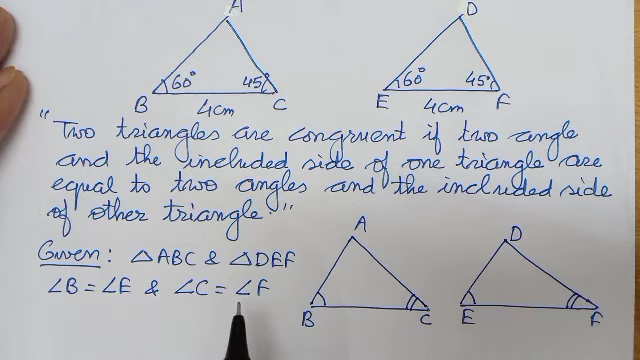 A D
60° 45° 60° 45°
B 4cm C E 4cm F
"Two triangles are congruent if two angle
and the included side of one triangle are
equal to two angles and the included side
of other triangle."
Given: △ABC & △DEF
∠B = ∠E & ∠C = ∠F
A D
B C E F